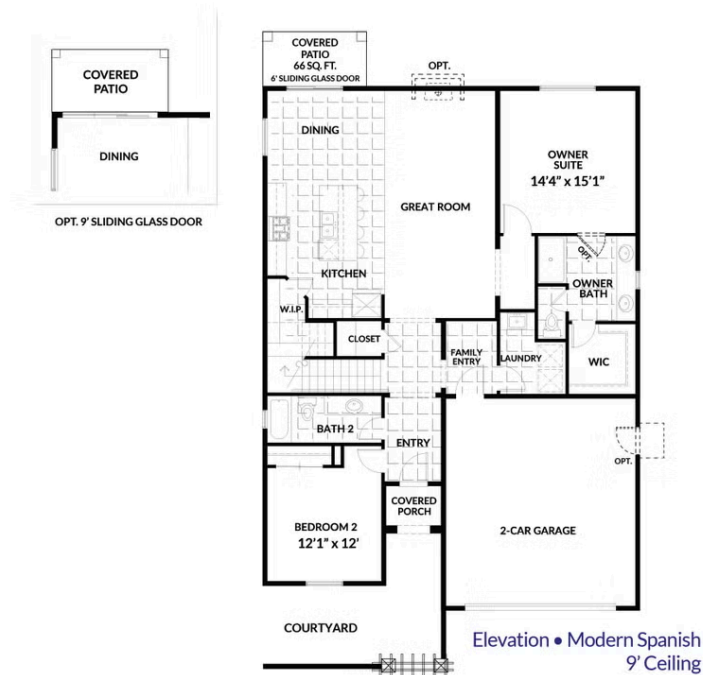 COVERED
PATIO
DINING
OPT. 9' SLIDING GLASS DOOR
COVERED
PATIO
66 SQ. FT.
6' SLIDING GLASS DOOR
OPT.
DINING
GREAT ROOM
OWNER
SUITE
14'4" x 15'1"
KITCHEN
OPT.
OWNER
BATH
W.I.P.
CLOSET
FAMILY
ENTRY
LAUNDRY
WIC
BATH 2
ENTRY
OPT.
COVERED
PORCH
BEDROOM 2
12'1" x 12'
2-CAR GARAGE
COURTYARD
Elevation • Modern Spanish
9' Ceiling